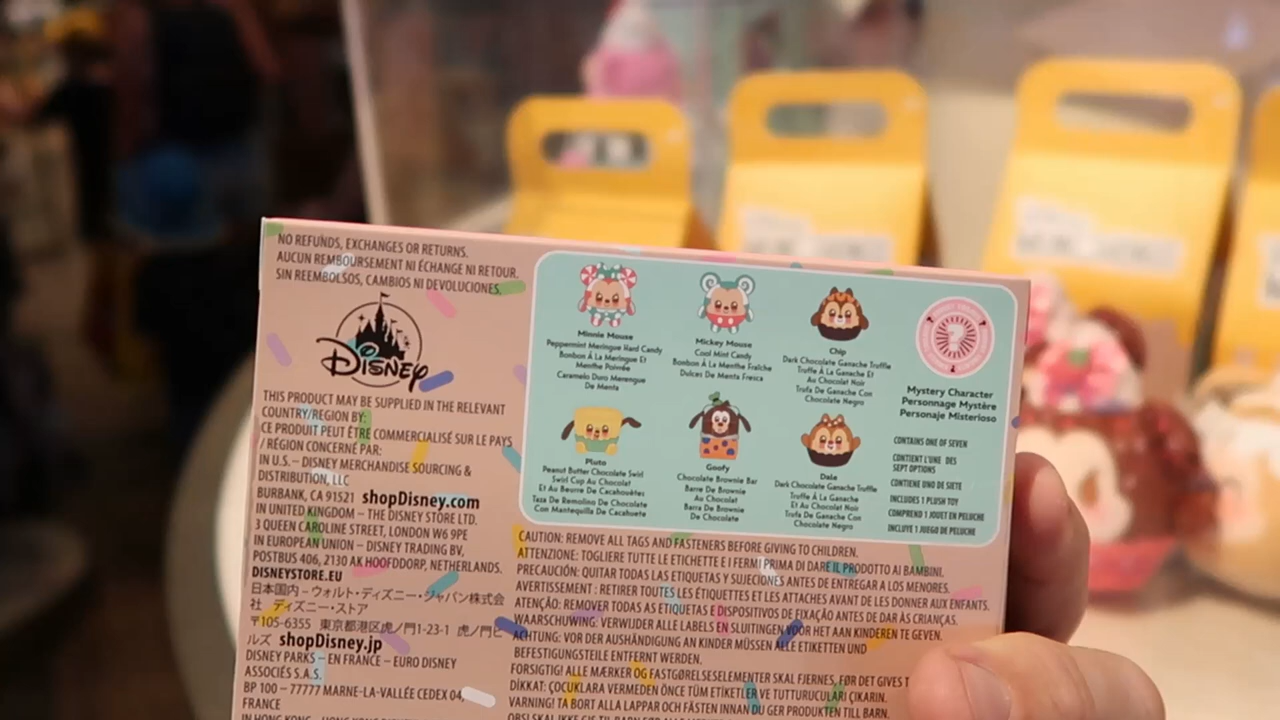 NO REFUNDS, EXCHANGES OR RETURNS.
AUCUN REMBOURSEMENT NI ÉCHANGE NI RETOUR.
SIN REEMBOLSOS, CAMBIOS NI DEVOLUCIONES.
DISNEY
THIS PRODUCT MAY BE SUPPLIED IN THE RELEVANT
COUNTRY/REGION BY:
CE PRODUIT PEUT ÊTRE COMMERCIALISÉ SUR LE PAYS
/ RÉGION CONCERNÉ PAR:
IN U.S. – DISNEY MERCHANDISE SOURCING &
DISTRIBUTION, LLC
BURBANK, CA 91521 shopDisney.com
IN UNITED KINGDOM – THE DISNEY STORE LTD.
3 QUEEN CAROLINE STREET, LONDON W6 9PE
IN EUROPEAN UNION – DISNEY TRADING BV,
POSTBUS 406, 2130 AK HOOFDDORP, NETHERLANDS.
DISNEYSTORE.EU
日本国内 – ウォルト・ディズニー・ジャパン株式会
社 ディズニー・ストア
〒105-6355 東京都港区虎ノ門1-23-1 虎ノ門ヒ
ルズ shopDisney.jp
DISNEY PARKS – EN FRANCE – EURO DISNEY
ASSOCIÉS S.A.S.
BP 100 – 77777 MARNE-LA-VALLÉE CEDEX 04,
FRANCE
Minnie Mouse
Peppermint Meringue Hard Candy
Bonbon À La Meringue Et
Menthe Poivrée
Caramelo Duro Merengue
De Menta
Mickey Mouse
Cool Mint Candy
Bonbon À La Menthe Fraîche
Dulces De Menta Fresca
Chip
Dark Chocolate Ganache Truffle
Truffe À La Ganache Et
Au Chocolat Noir
Trufa De Ganache Con
Chocolate Negro
Mystery Character
Personnage Mystère
Personaje Misterioso
Pluto
Peanut Butter Chocolate Swirl
Swirl Cup Au Chocolat
Et Au Beurre De Cacahouètes
Taza De Remolino De Chocolate
Con Mantequilla De Cacahuete
Goofy
Chocolate Brownie Bar
Barre De Brownie
Au Chocolat
Barra De Brownie
De Chocolate
Dale
Dark Chocolate Ganache Truffle
Truffe À La Ganache
Et Au Chocolat Noir
Trufa De Ganache Con
Chocolate Negro
CONTAINS ONE OF SEVEN
CONTIENT L'UNE DES
SEPT OPTIONS
CONTIENE UNO DE SIETE
INCLUDES 1 PLUSH TOY
COMPREND 1 JOUET EN PELUCHE
INCLUYE 1 JUEGO DE PELUCHE
CAUTION: REMOVE ALL TAGS AND FASTENERS BEFORE GIVING TO CHILDREN.
ATTENZIONE: TOGLIERE TUTTE LE ETICHETTE E I FERMI PRIMA DI DARE IL PRODOTTO AI BAMBINI.
PRECAUCIÓN: QUITAR TODAS LAS ETIQUETAS Y SUJECIONES ANTES DE ENTREGAR A LOS MENORES.
AVERTISSEMENT : RETIRER TOUTES LES ÉTIQUETTES ET LES ATTACHES AVANT DE LES DONNER AUX ENFANTS.
ATENÇÃO: REMOVER TODAS AS ETIQUETAS E DISPOSITIVOS DE FIXAÇÃO ANTES DE DAR ÀS CRIANÇAS.
WAARSCHUWING: VERWIJDER ALLE LABELS EN SLUITINGEN VOOR HET AAN KINDEREN TE GEVEN.
ACHTUNG: VOR DER AUSHÄNDIGUNG AN KINDER MÜSSEN ALLE ETIKETTEN UND
BEFESTIGUNGSTEILE ENTFERNT WERDEN.
FORSIGTIG! ALLE MÆRKER OG FASTGØRELSESELEMENTER SKAL FJERNES, FØR DET GIVES T
DİKKAT: ÇOCUKLARA VERMEDEN ÖNCE TÜM ETİKETLER VE TUTTURUCULARI ÇIKARIN.
VARNING! TA BORT ALLA LAPPAR OCH FÄSTEN INNAN DU GER PRODUKTEN TILL BARN.